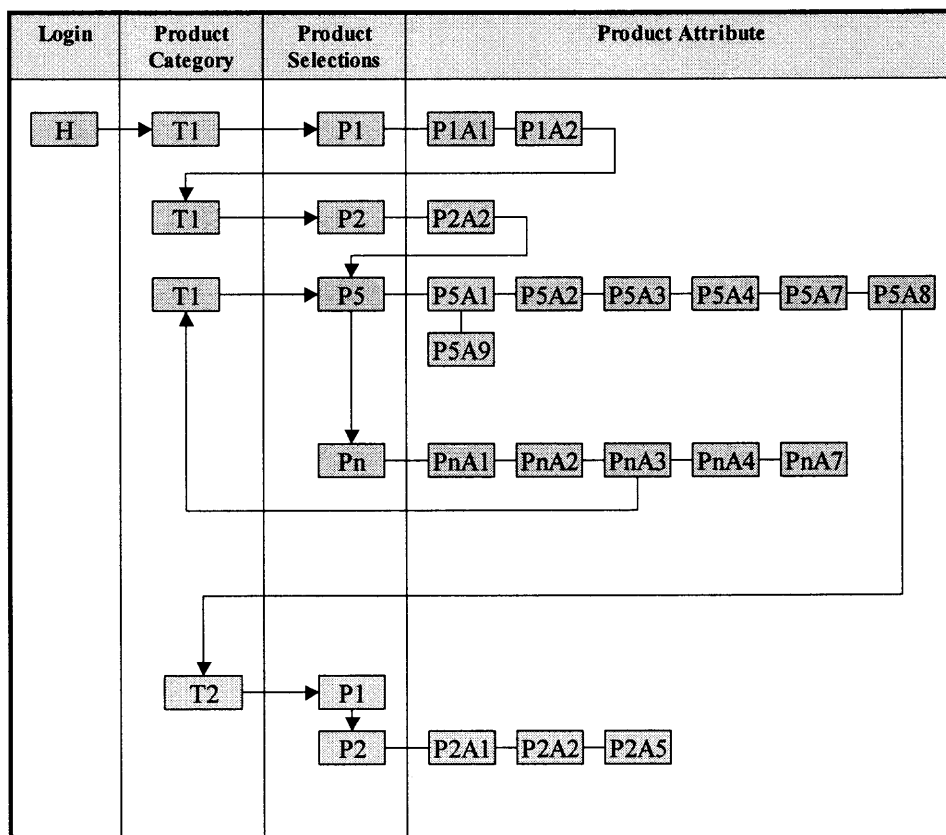 Login Product Category Product Selections Product Attribute
H T1 P1 P1A1 P1A2
T1 P2 P2A2
T1 P5 P5A1 P5A2 P5A3 P5A4 P5A7 P5A8
P5A9
Pn PnA1 PnA2 PnA3 PnA4 PnA7
T2 P1
P2 P2A1 P2A2 P2A5